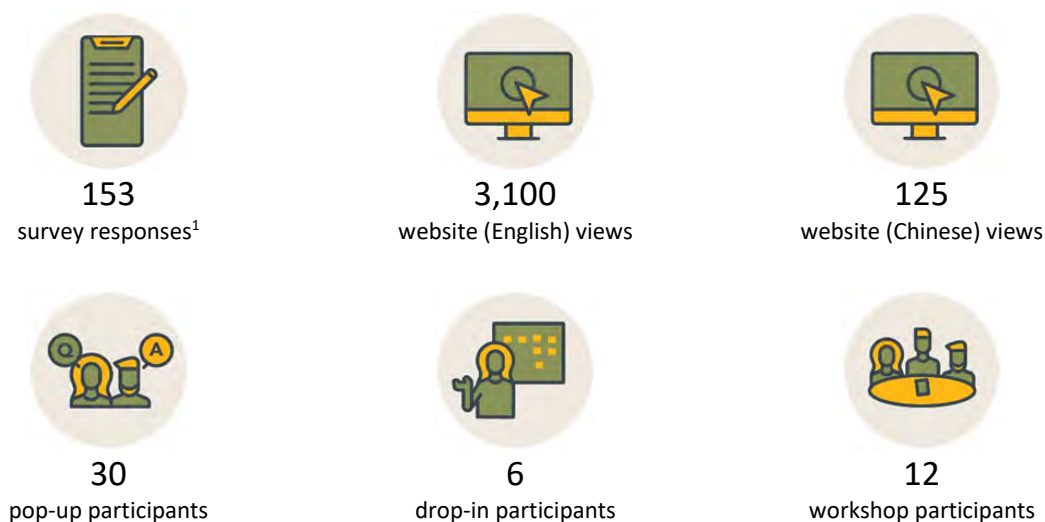 153
survey responses¹
3,100
website (English) views
125
website (Chinese) views
Q A
30
pop-up participants
6
drop-in participants
12
workshop participants